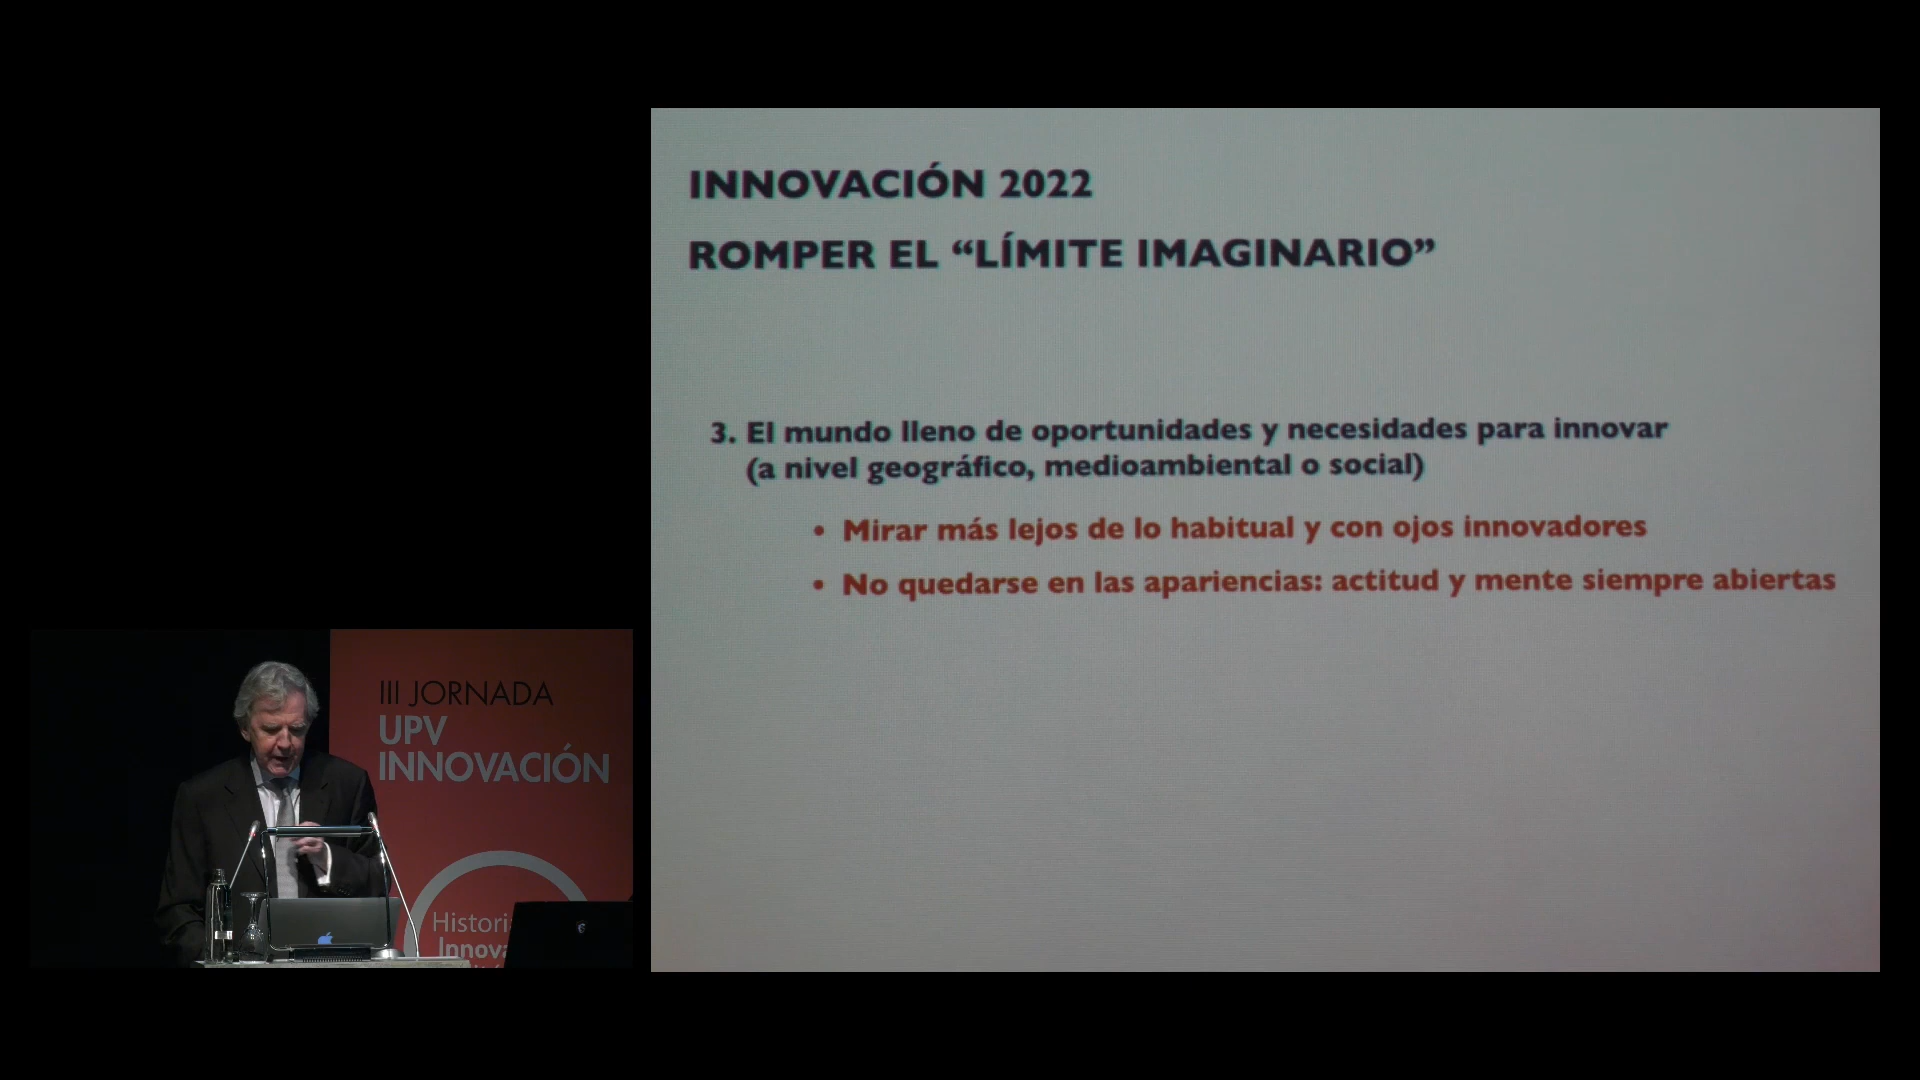 INNOVACIÓN 2022
ROMPER EL “LÍMITE IMAGINARIO”
3. El mundo lleno de oportunidades y necesidades para innovar
(a nivel geográfico, medioambiental o social)
• Mirar más lejos de lo habitual y con ojos innovadores
• No quedarse en las apariencias: actitud y mente siempre abiertas
III JORNADA
UPV
INNOVACIÓN
Histori
Innova